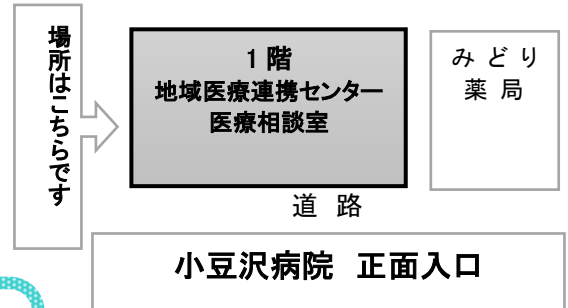 場所はこちらです
1階
地域医療連携センター
医療相談室
みどり
薬局
道路
小豆沢病院 正面入口